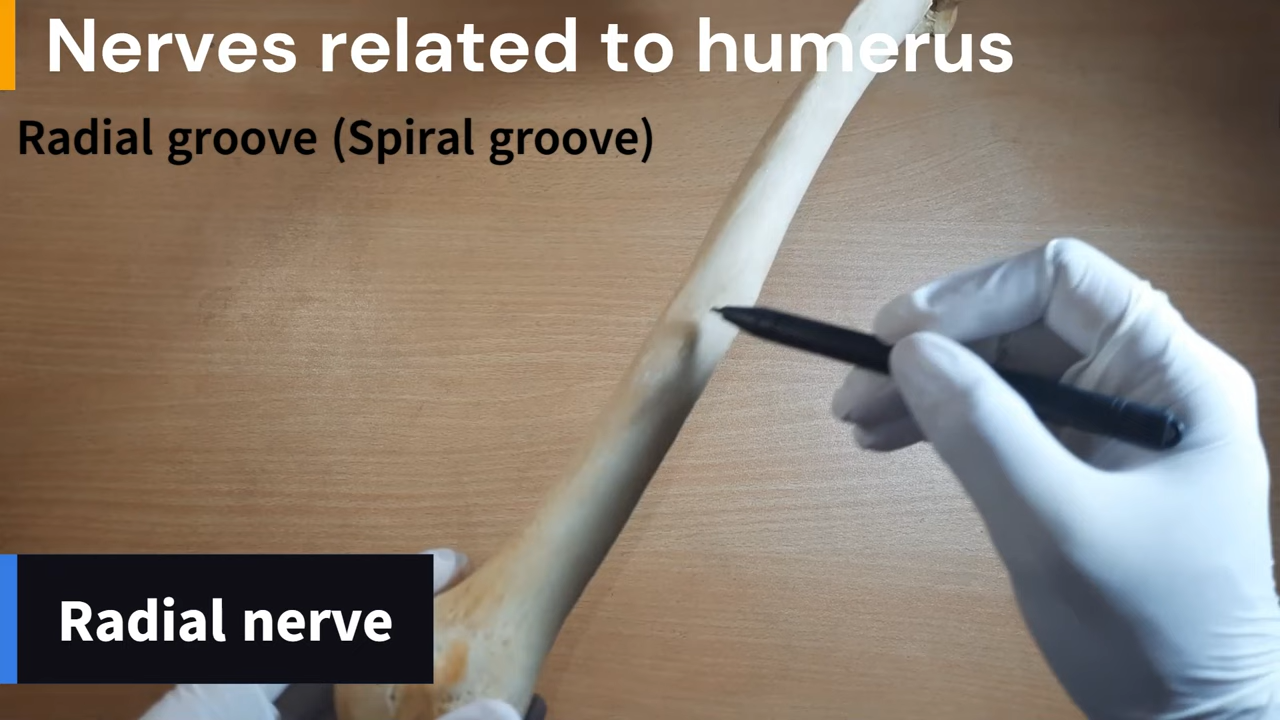 Nerves related to humerus
Radial groove (Spiral groove)
Radial nerve